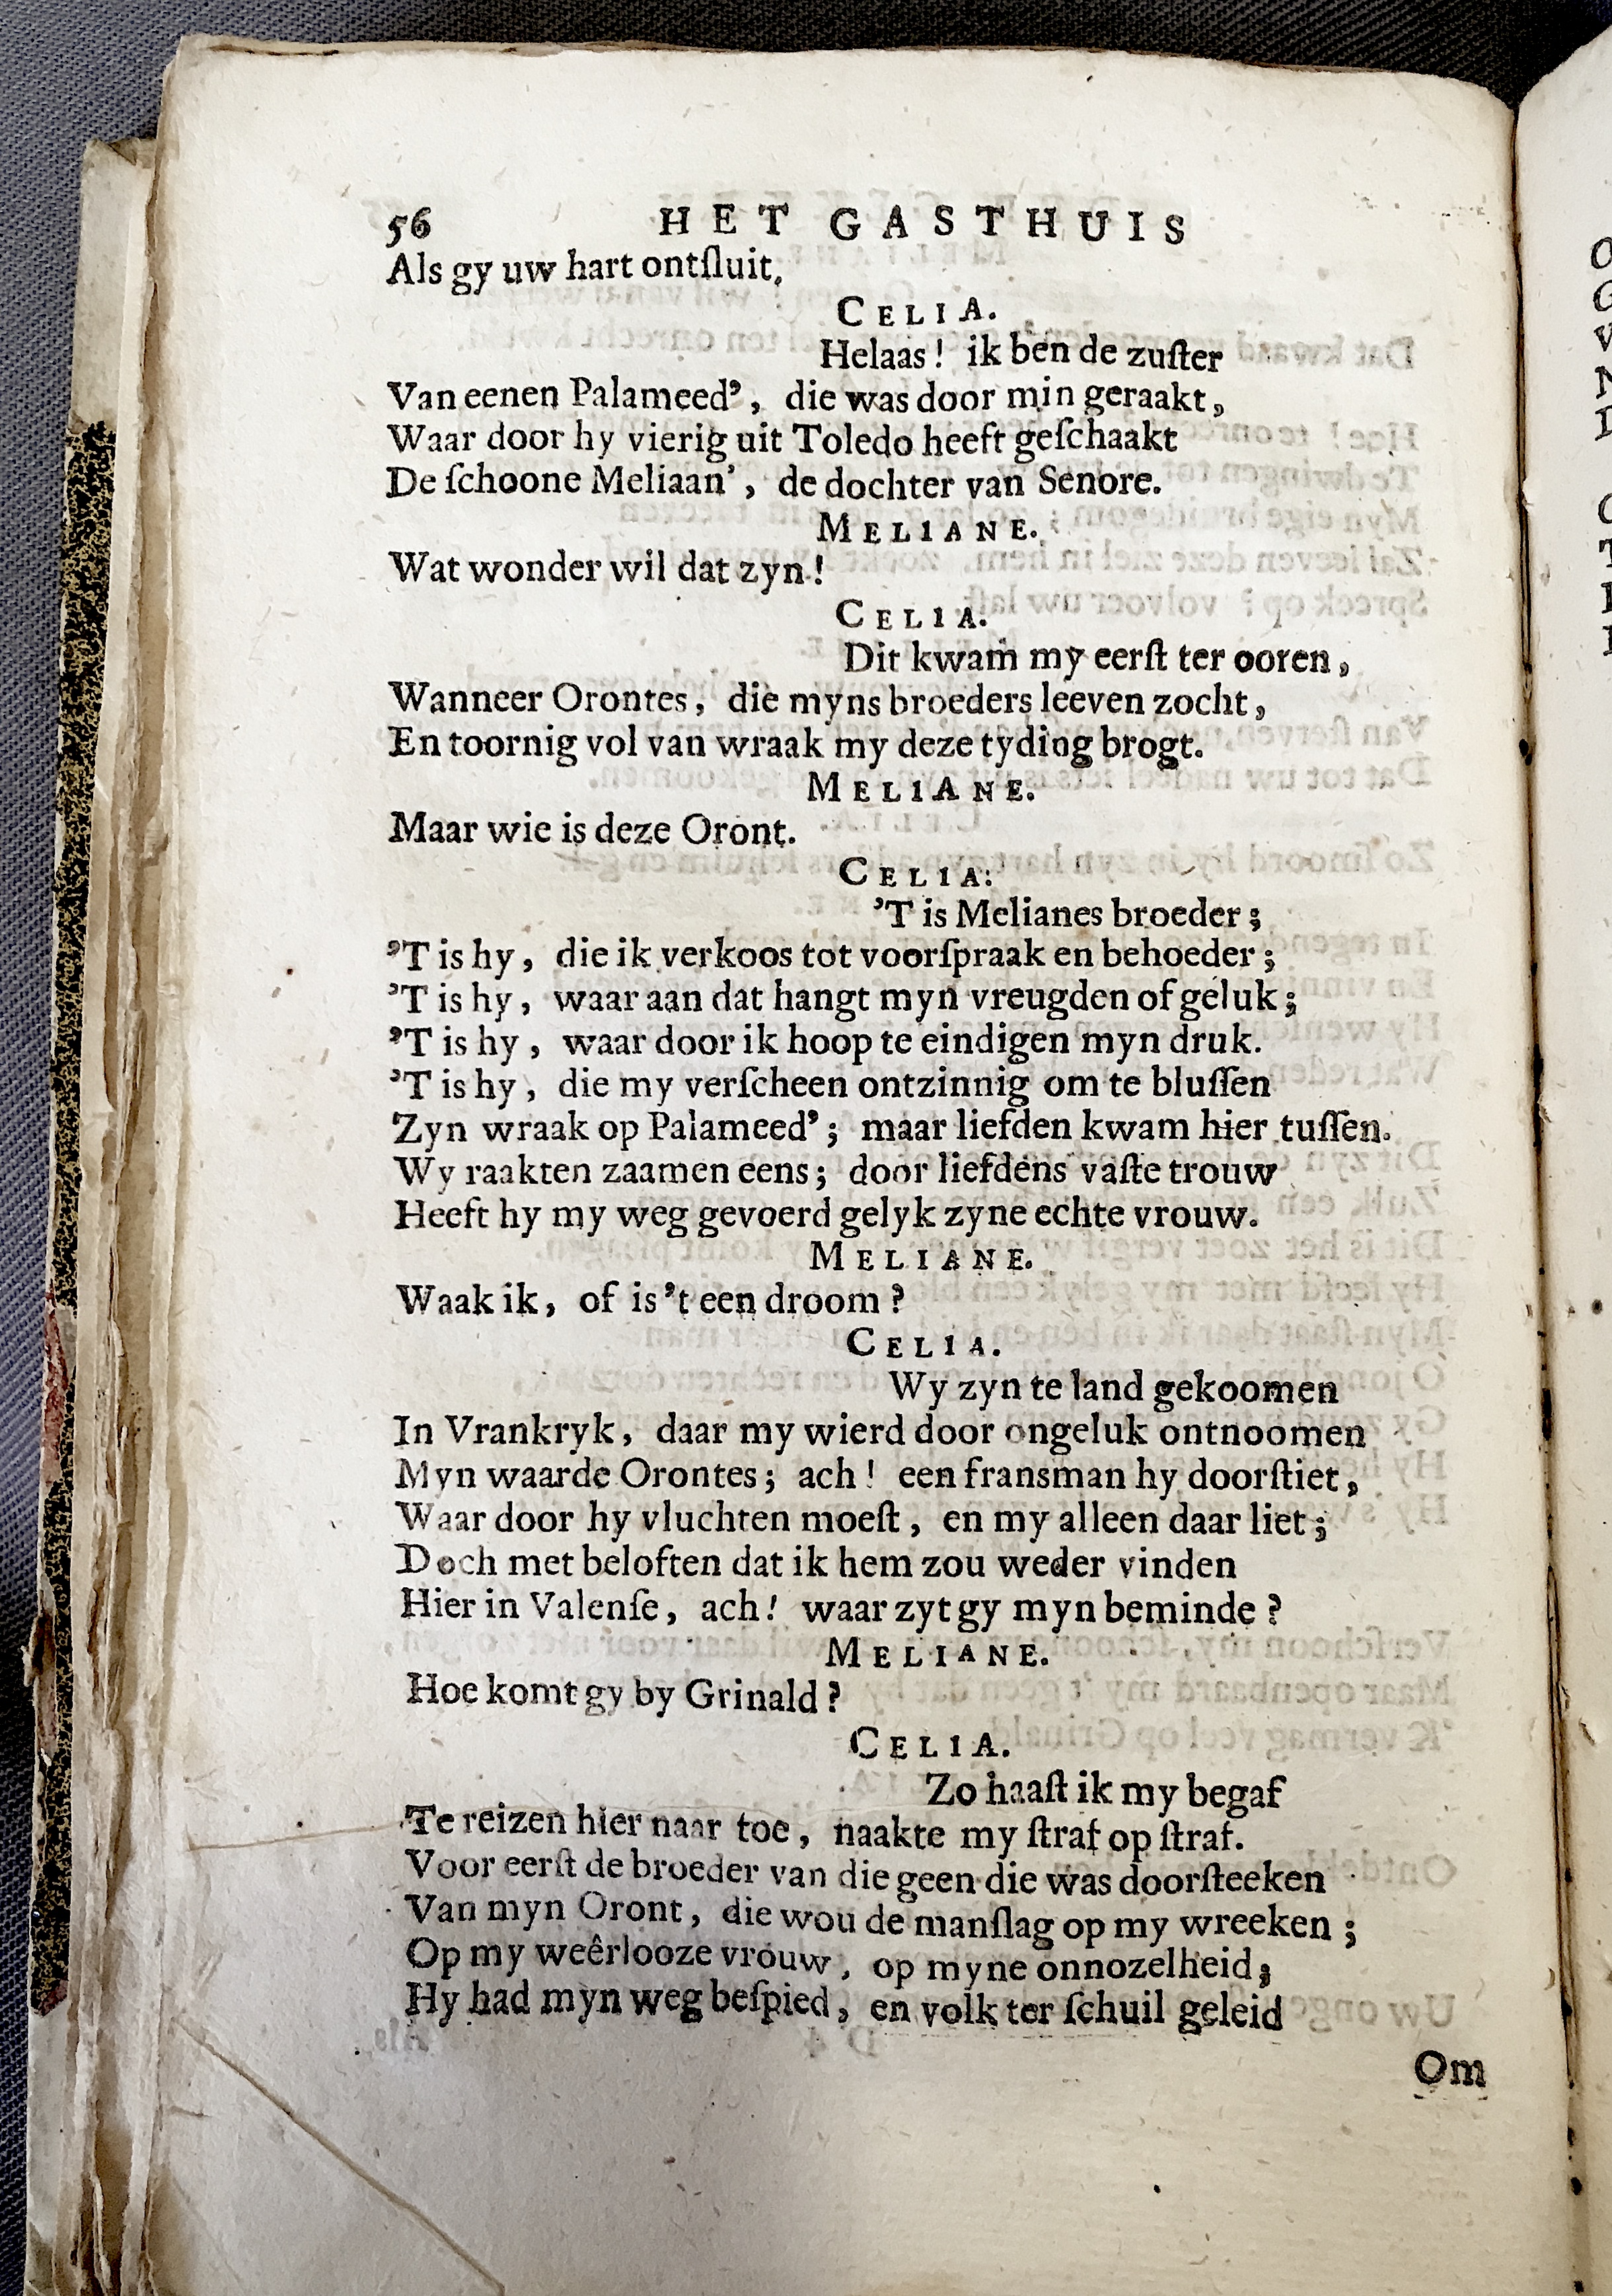 56 HET GASTHUIS
Als gy uw hart ontſluit.
CELIA.
Helaas! ik ben de zuſter
Van eenen Palameed’, die was door min geraakt,
Waar door hy vierig uit Toledo heeft geſchaakt
De ſchoone Meliaan’, de dochter van Senore.
MELIANE.
Wat wonder wil dat zyn!
CELIA.
Dit kwam my eerſt ter ooren,
Wanneer Orontes, die myns broeders leeven zocht,
En toornig vol van wraak my deze tyding brogt.
MELIANE.
Maar wie is deze Oront.
CELIA:
’T is Melianes broeder;
’T is hy, die ik verkoos tot voorſpraak en behoeder;
’T is hy, waar aan dat hangt myn vreugden of geluk;
’T is hy, waar door ik hoop te eindigen myn druk.
’T is hy, die my verſcheen ontzinnig om te bluſſen
Zyn wraak op Palameed’; maar liefden kwam hier tuſſen.
Wy raakten zaamen eens; door liefdens vaſte trouw
Heeft hy my weg gevoerd gelyk zyne echte vrouw.
MELIANE.
Waak ik, of is ’t een droom?
CELIA.
Wy zyn te land gekoomen
In Vrankryk, daar my wierd door ongeluk ontnoomen
Myn waarde Orontes; ach! een fransman hy doorſtiet,
Waar door hy vluchten moeſt, en my alleen daar liet;
Doch met beloften dat ik hem zou weder vinden
Hier in Valenſe, ach! waar zyt gy myn beminde?
MELIANE.
Hoe komt gy by Grinald?
CELIA.
Zo haaſt ik my begaf
Te reizen hier naar toe, naakte my ſtraf op ſtraf.
Voor eerſt de broeder van die geen die was doorſteeken
Van myn Oront, die wou de manſlag op my wreeken;
Op my weêrlooze vrouw, op myne onnozelheid;
Hy had myn weg beſpied, en volk ter ſchuil geleid
Om